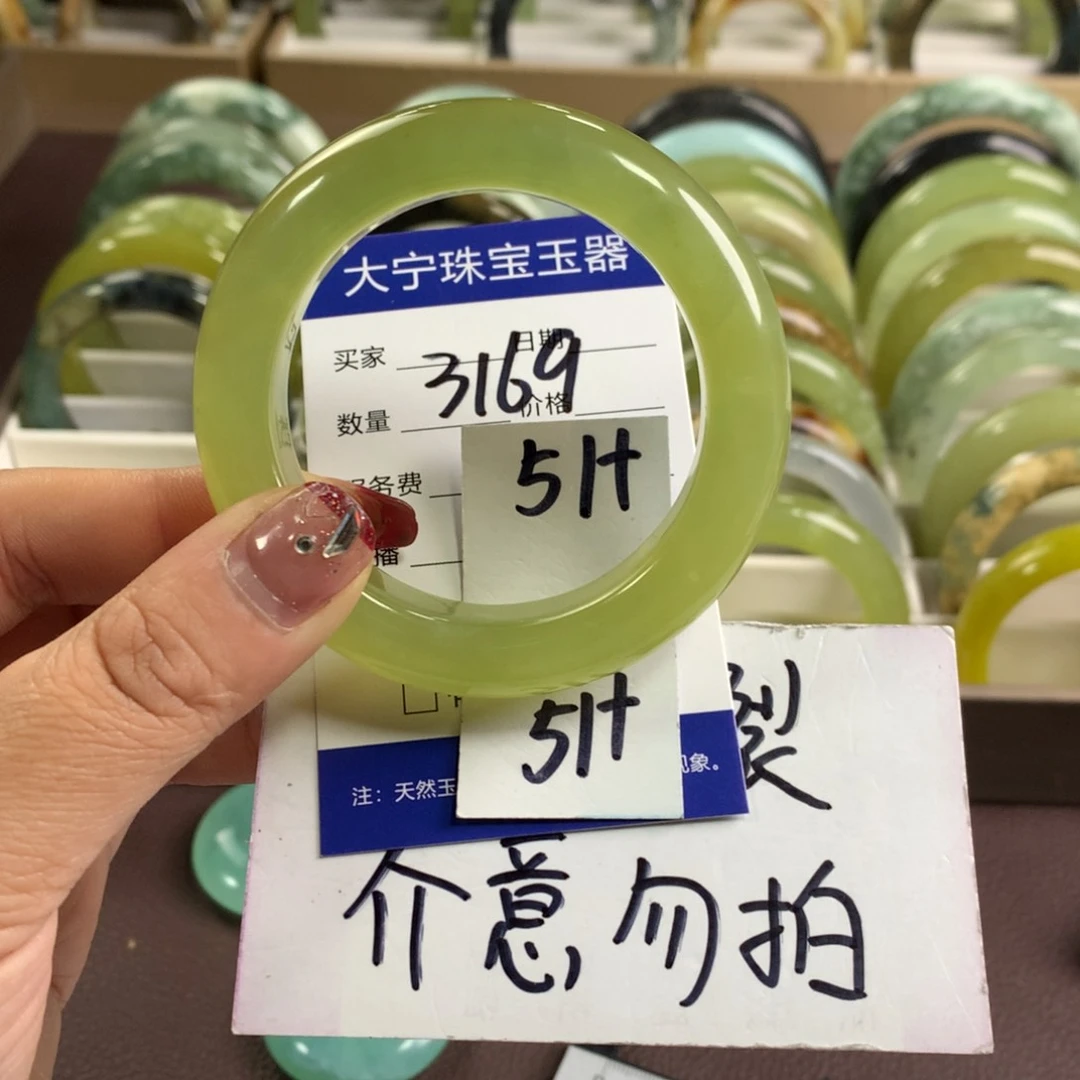 大宁珠宝玉器
买家 日期
3169
数量 价格
5H
务费
播
5H
注：天然玉 现象。
裂
介意勿拍